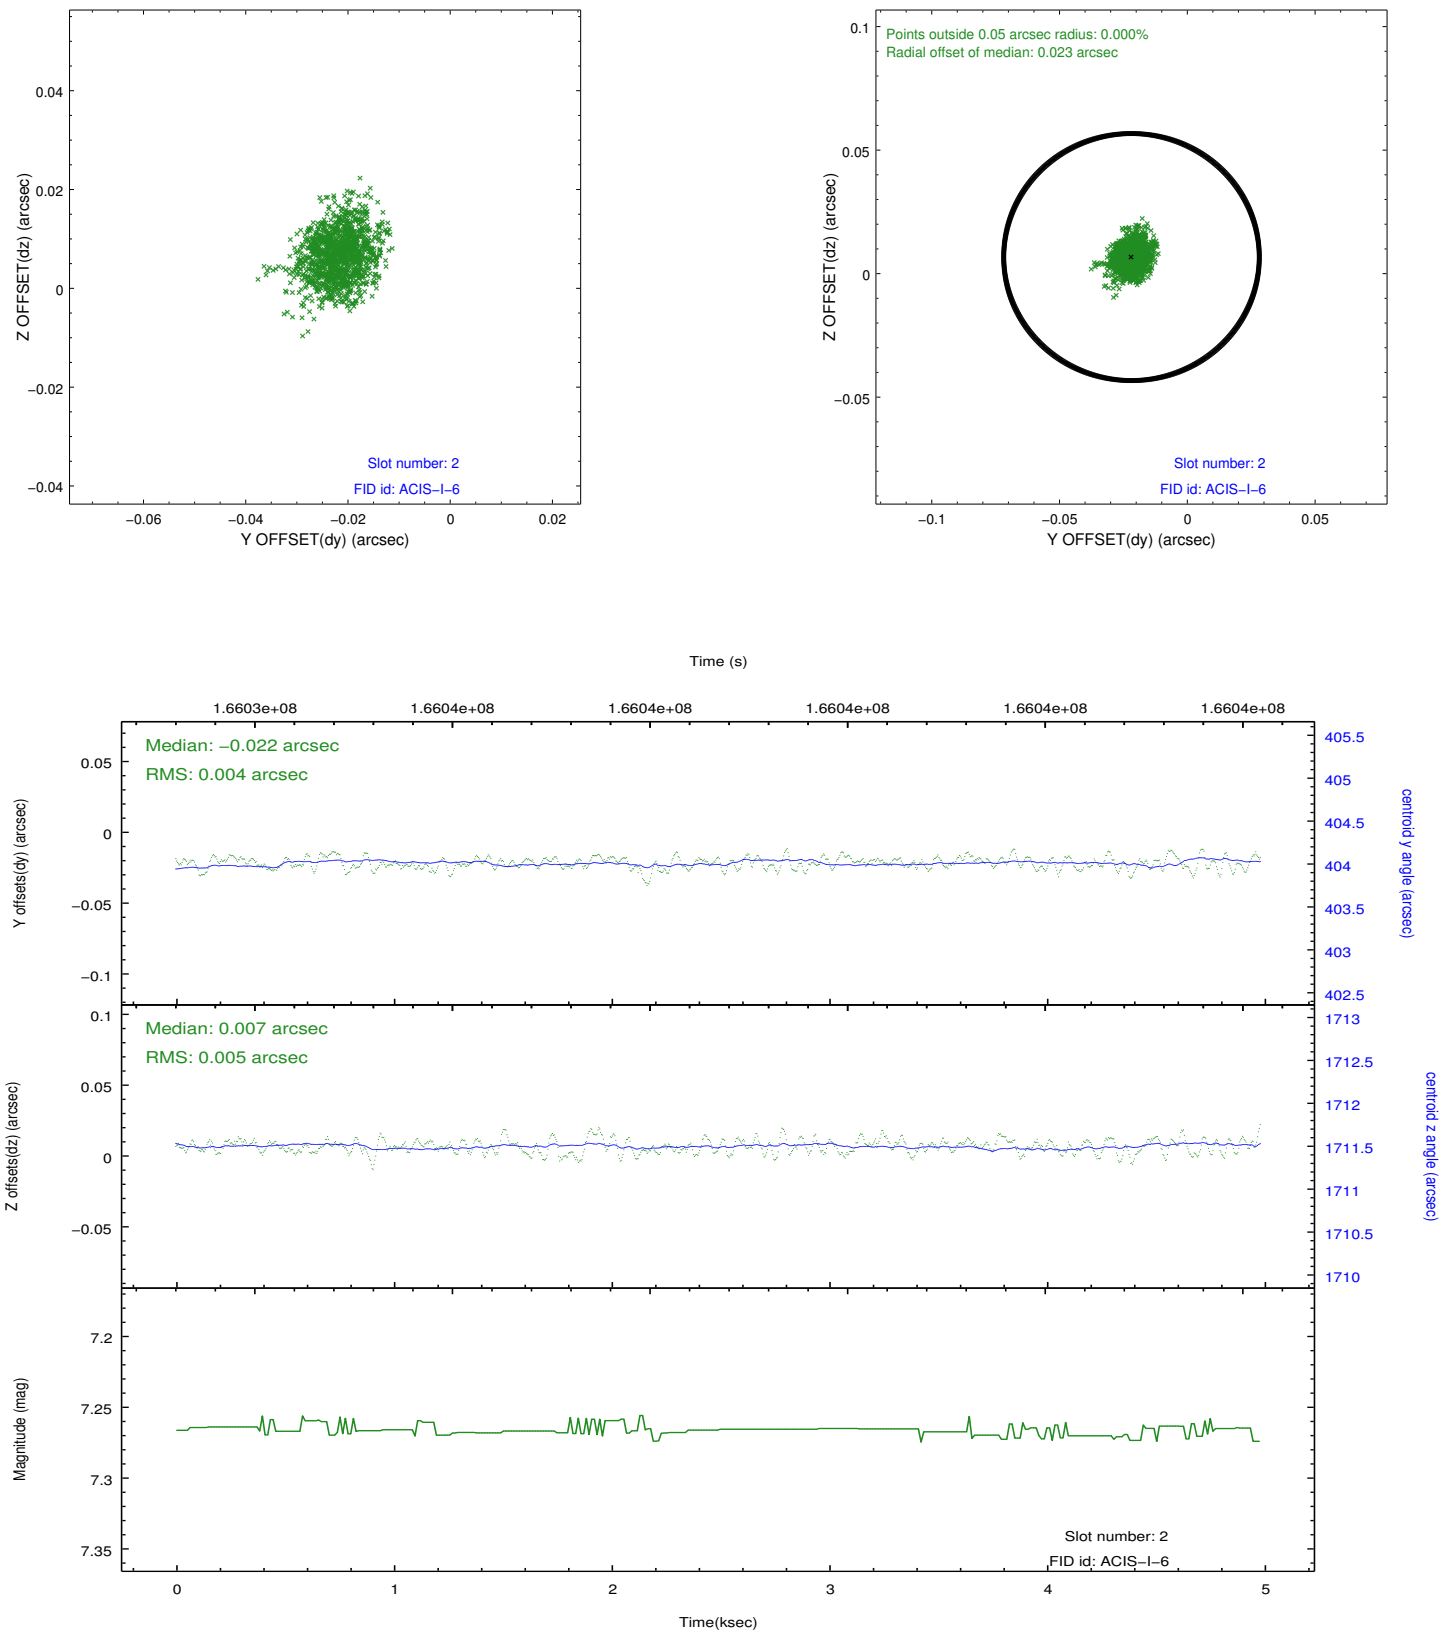 0.04
0.02
0
−0.02
−0.04
Z OFFSET(dz) (arcsec)
Slot number: 2
FID id: ACIS−I−6
−0.06
−0.04
−0.02
0
0.02
Y OFFSET(dy) (arcsec)
Points outside 0.05 arcsec radius: 0.000%
Radial offset of median: 0.023 arcsec
0.1
0.05
0
−0.05
Z OFFSET(dz) (arcsec)
Slot number: 2
FID id: ACIS−I−6
−0.1
−0.05
0
0.05
Y OFFSET(dy) (arcsec)
Time (s)
1.6603e+08
1.6604e+08
1.6604e+08
1.6604e+08
1.6604e+08
1.6604e+08
Median: −0.022 arcsec
RMS: 0.004 arcsec
0.05
0
−0.05
−0.1
Y offsets(dy) (arcsec)
405.5
405
404.5
404
403.5
403
402.5
centroid y angle (arcsec)
Median: 0.007 arcsec
RMS: 0.005 arcsec
0.1
0.05
0
−0.05
Z offsets(dz) (arcsec)
1713
1712.5
1712
1711.5
1711
1710.5
1710
centroid z angle (arcsec)
7.2
7.25
7.3
7.35
Magnitude (mag)
Slot number: 2
FID id: ACIS−I−6
0
1
2
3
4
5
Time(ksec)